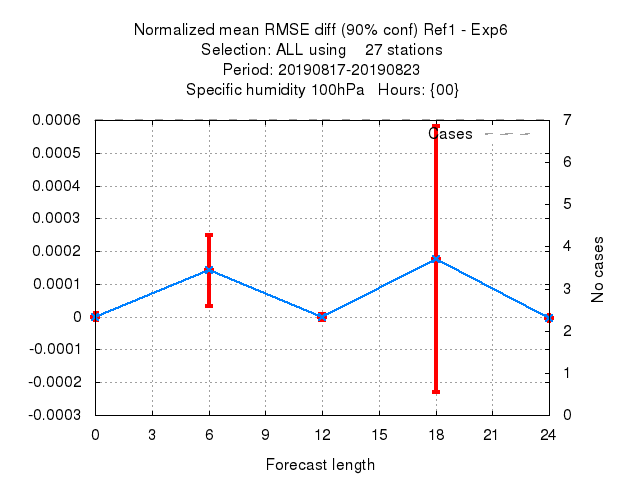 Normalized mean RMSE diff (90% conf) Ref1 - Exp6
Selection: ALL using    27 stations
Period: 20190817-20190823
Specific humidity 100hPa   Hours: {00}
Cases
0.0006
0.0005
0.0004
0.0003
0.0002
0.0001
0
-0.0001
-0.0002
-0.0003
7
6
5
4
3
2
1
0
No cases
0 3 6 9 12 15 18 21 24
Forecast length